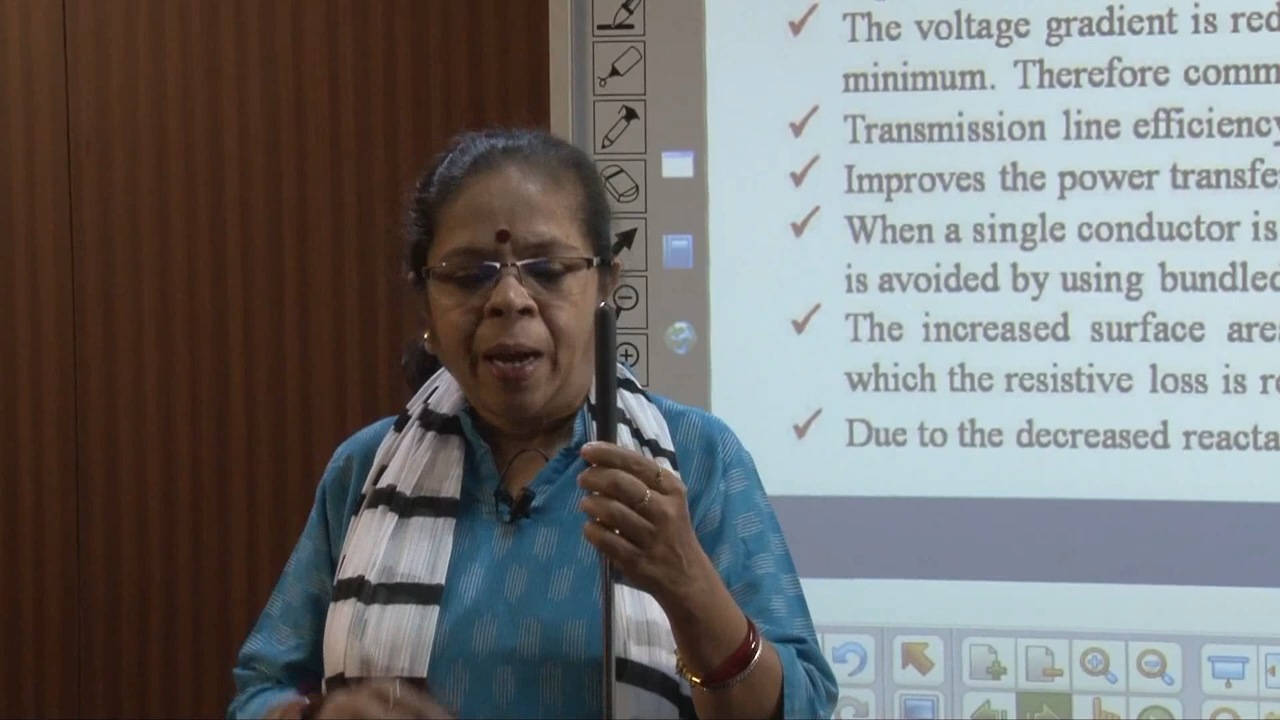 The voltage gradient is red
minimum. Therefore comm
Transmission line efficiency
Improves the power transfe
When a single conductor is
is avoided by using bundled
The increased surface are
which the resistive loss is r
Due to the decreased reacta